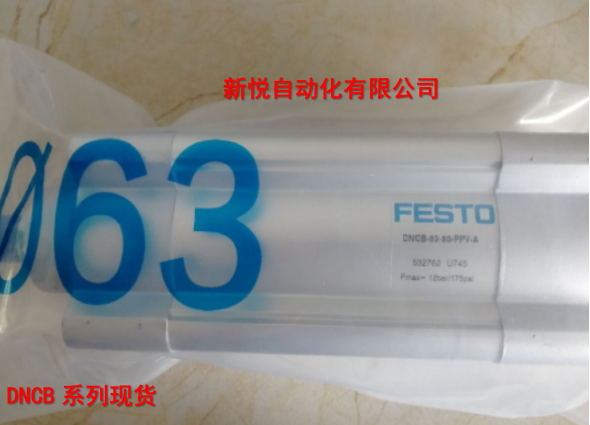 新悦自动化有限公司
Ø63
FESTO
DNCB-63-80-PPV-A
532762 U745
Pmax= 12bar/175psi
DNCB 系列现货